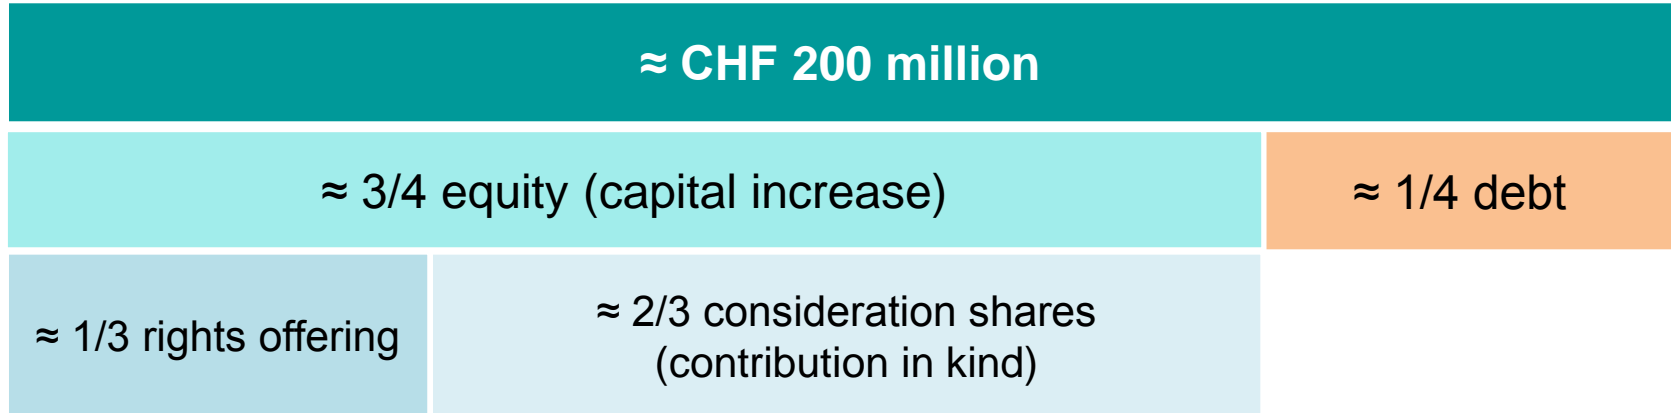 ≈ CHF 200 million
≈ 3/4 equity (capital increase)
≈ 1/4 debt
≈ 1/3 rights offering
≈ 2/3 consideration shares
(contribution in kind)